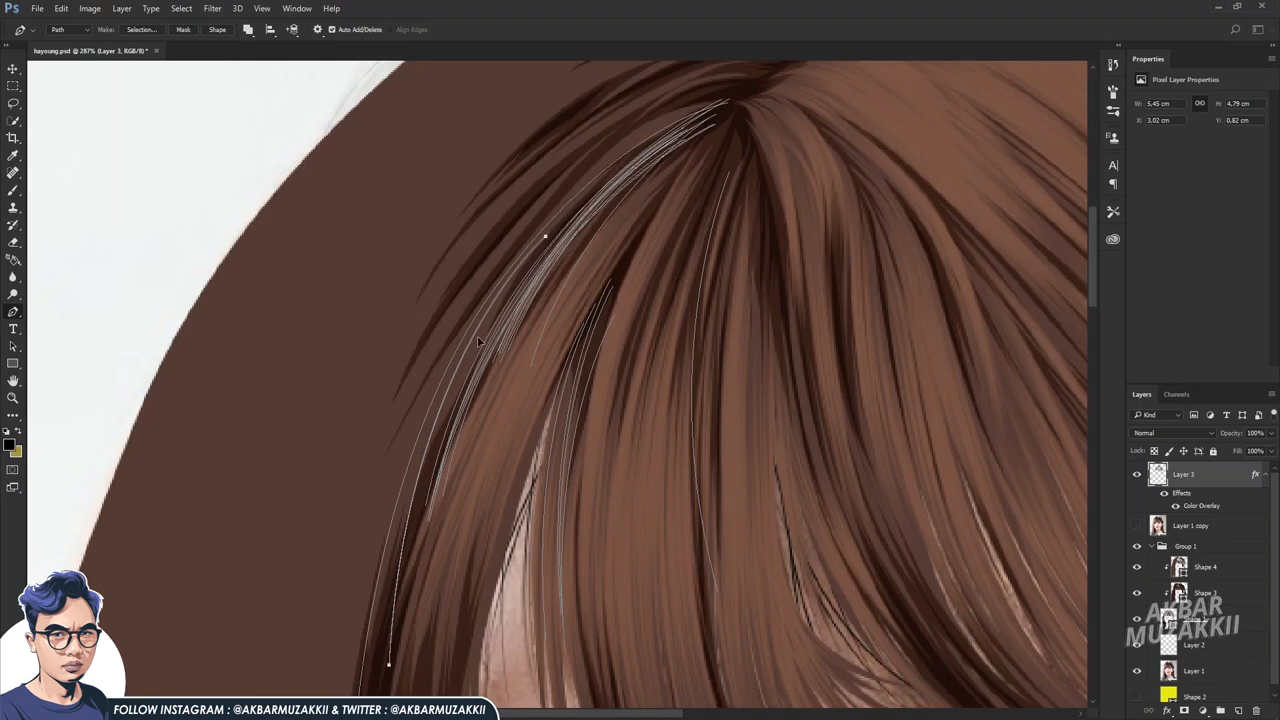 Ps File Edit Image Layer Type Select Filter 3D View Window Help
Path Make: Selection... Mask Shape Auto Add/Delete Align Edges
hayoung.psd @ 287% (Layer 3, RGB/8) *
Properties
Pixel Layer Properties
W: 5,45 cm H: 4,79 cm
X: 3,02 cm Y: 0,82 cm
Layers Channels
Kind
Normal Opacity: 100%
Lock: Fill: 100%
Layer 3 fx
Effects
Color Overlay
Layer 1 copy
Group 1
Shape 4
Shape 3
Layer 2
Layer 1
Shape 2
AKBAR
MUZAKKII
FOLLOW INSTAGRAM : @AKBARMUZAKKII & TWITTER : @AKBARMUZAKKII